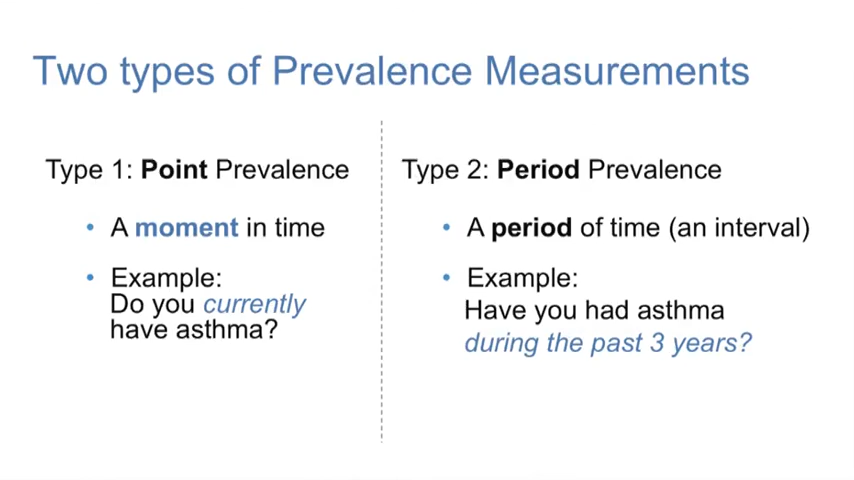 Two types of Prevalence Measurements
Type 1: Point Prevalence
• A moment in time
• Example:
Do you currently
have asthma?
Type 2: Period Prevalence
• A period of time (an interval)
• Example:
Have you had asthma
during the past 3 years?